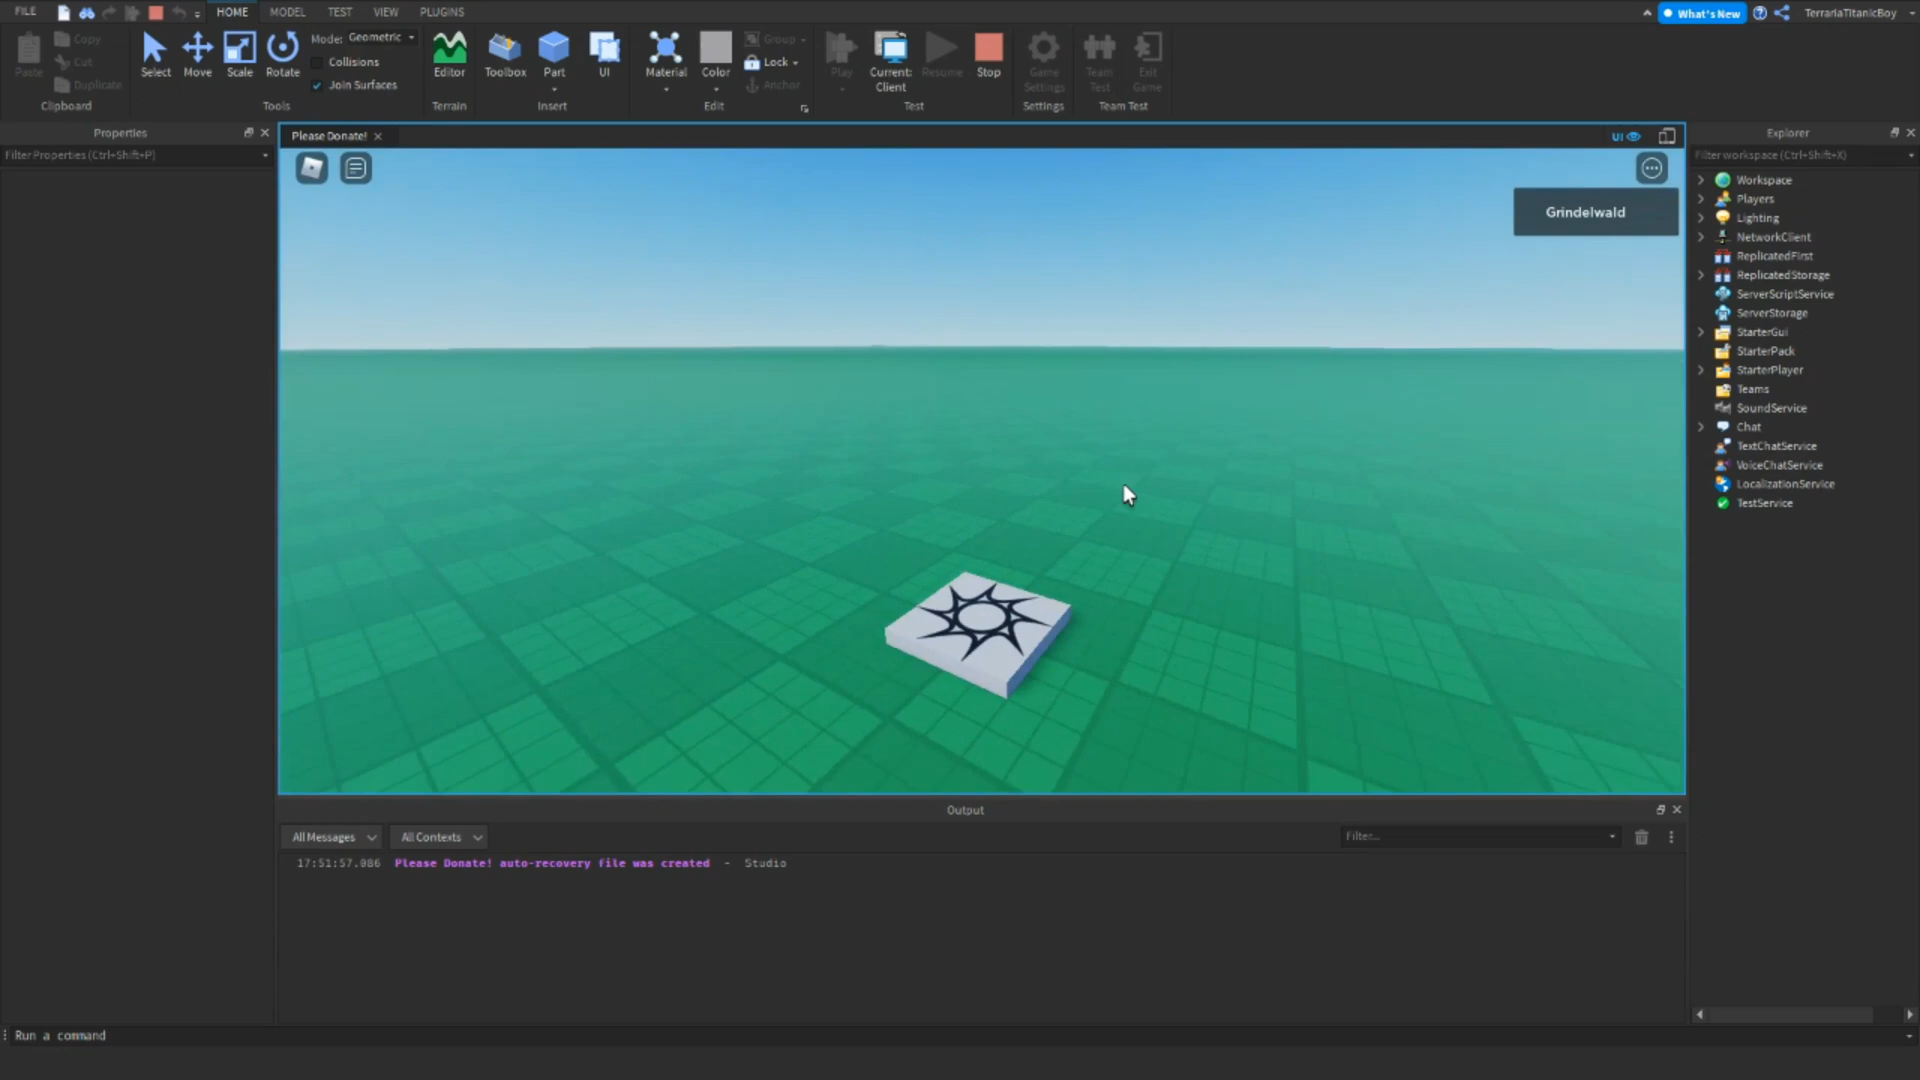 FILE HOME MODEL TEST VIEW PLUGINS What's New TerrariaTitanicBoy
Paste Copy Cut Duplicate Clipboard
Select Move Scale Rotate Mode: Geometric Collisions Join Surfaces Tools
Editor Terrain
Toolbox Part UI Insert
Material Color Group Lock Anchor Edit
Play Current: Client Resume Stop Test
Game Settings Settings
Team Test Exit Game Team Test
Properties
Filter Properties (Ctrl+Shift+P)
Please Donate! UI
Grindelwald
Explorer
Filter workspace (Ctrl+Shift+X)
Workspace
Players
Lighting
NetworkClient
ReplicatedFirst
ReplicatedStorage
ServerScriptService
ServerStorage
StarterGui
StarterPack
StarterPlayer
Teams
SoundService
Chat
TextChatService
VoiceChatService
LocalizationService
TestService
Output
All Messages All Contexts Filter...
17:51:57.086 Please Donate! auto-recovery file was created - Studio
Run a command